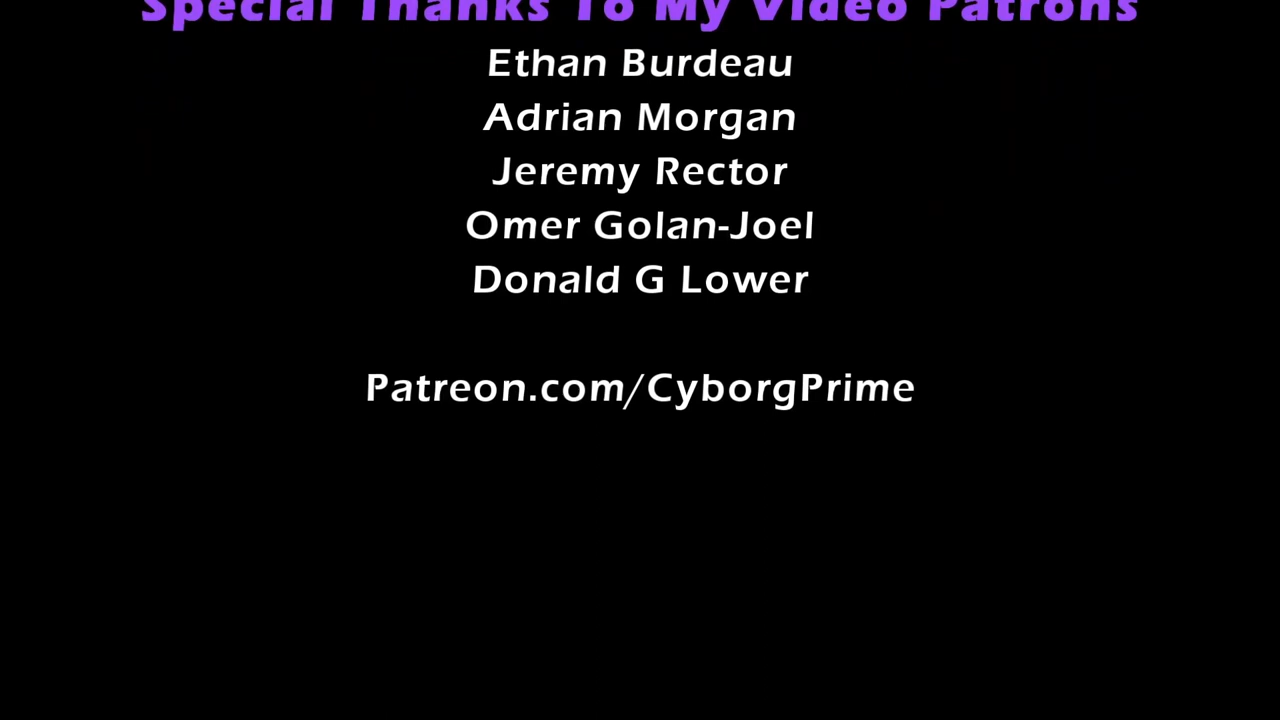 Special Thanks To My Video Patrons
Ethan Burdeau
Adrian Morgan
Jeremy Rector
Omer Golan-Joel
Donald G Lower
Patreon.com/CyborgPrime